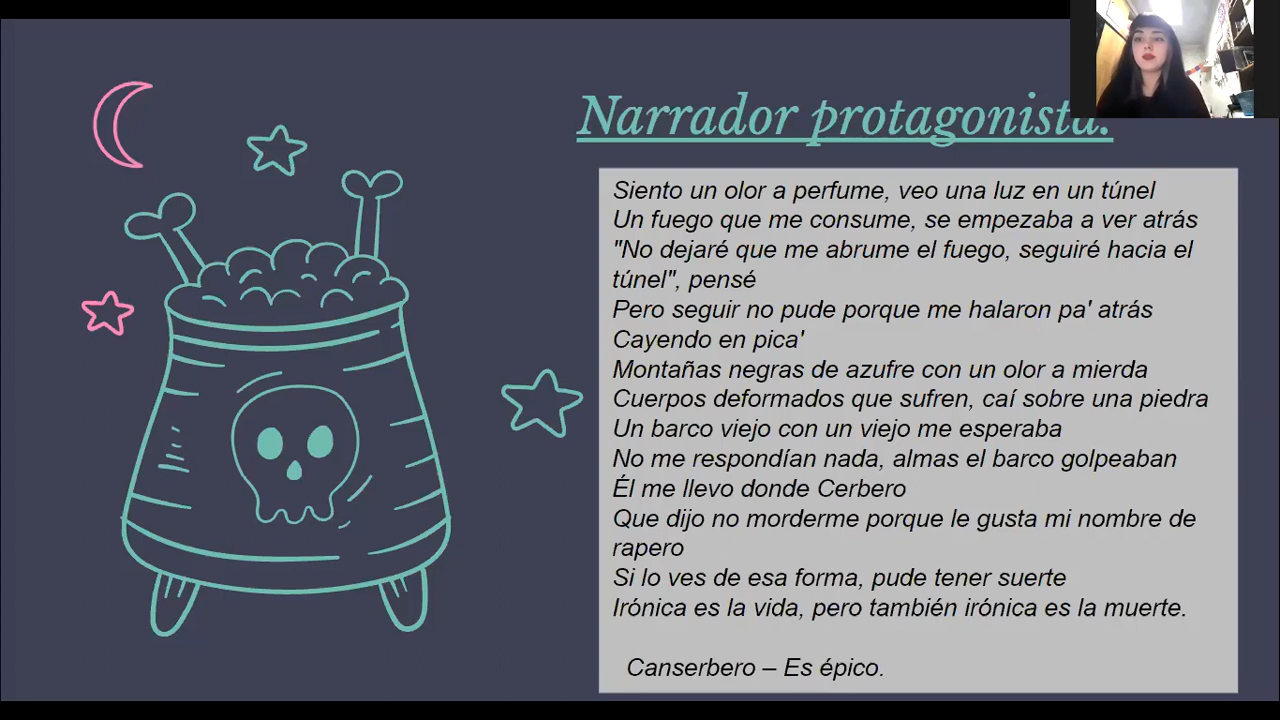 Narrador protagonista.
Siento un olor a perfume, veo una luz en un túnel
Un fuego que me consume, se empezaba a ver atrás
"No dejaré que me abrume el fuego, seguiré hacia el
túnel", pensé
Pero seguir no pude porque me halaron pa' atrás
Cayendo en pica'
Montañas negras de azufre con un olor a mierda
Cuerpos deformados que sufren, caí sobre una piedra
Un barco viejo con un viejo me esperaba
No me respondían nada, almas el barco golpeaban
Él me llevo donde Cerbero
Que dijo no morderme porque le gusta mi nombre de
rapero
Si lo ves de esa forma, pude tener suerte
Irónica es la vida, pero también irónica es la muerte.
Canserbero – Es épico.